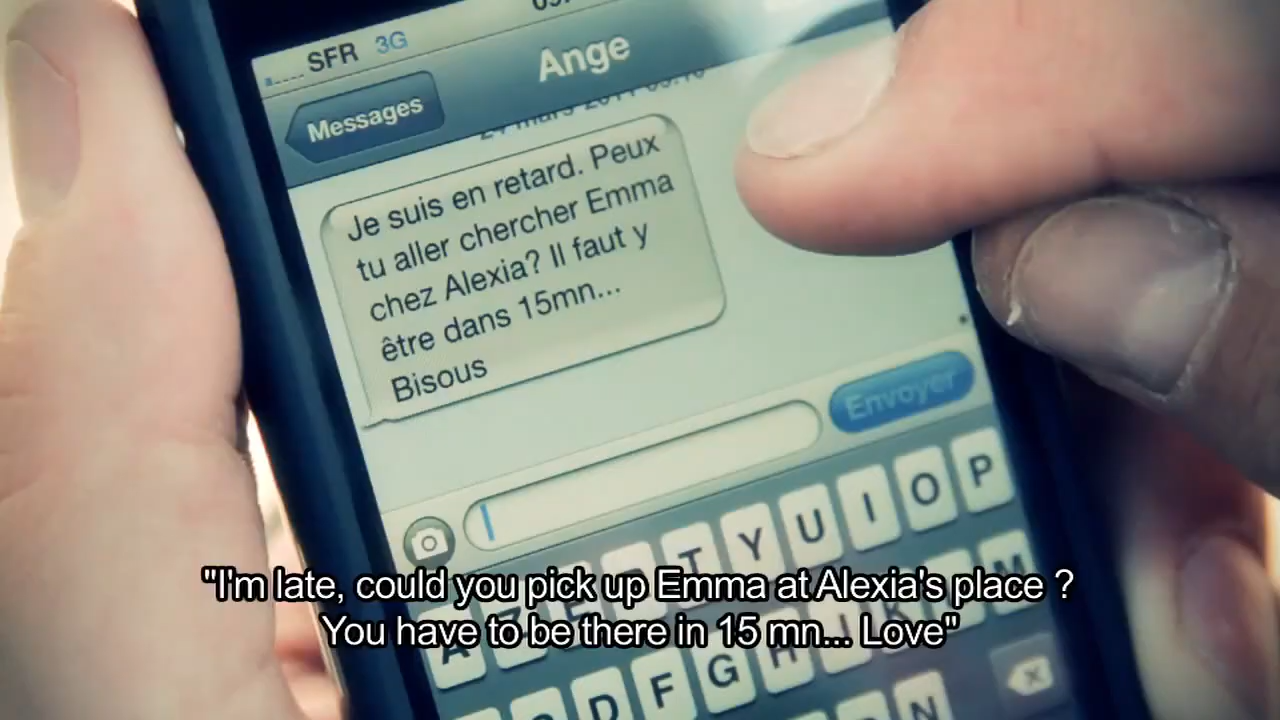 SFR 3G
Messages
Ange
mars
Je suis en retard. Peux
tu aller chercher Emma
chez Alexia? Il faut y
être dans 15mn...
Bisous
Envoyer
T Y U I O P
A
D F G H
N
"I'm late, could you pick up Emma at Alexia's place ?
You have to be there in 15 mn... Love"